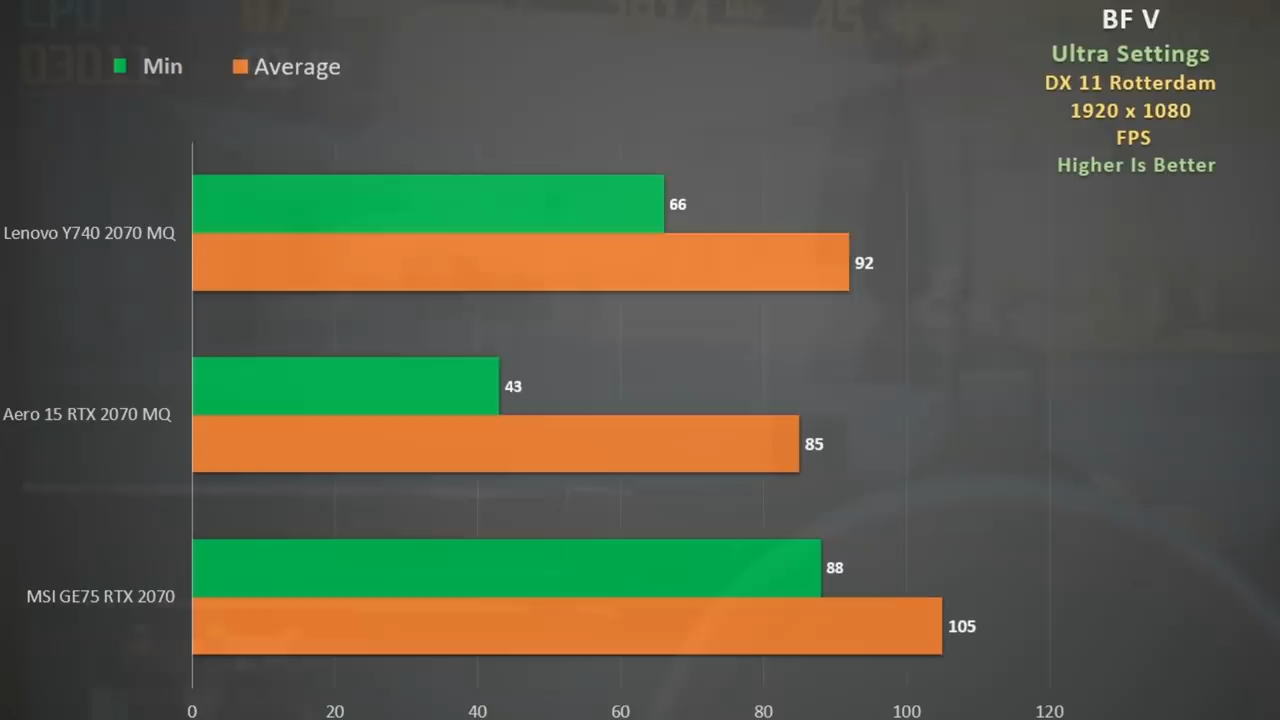 BF V
Ultra Settings
DX 11 Rotterdam
1920 x 1080
FPS
Higher Is Better
Min
Average
Lenovo Y740 2070 MQ
66
92
Aero 15 RTX 2070 MQ
43
85
MSI GE75 RTX 2070
88
105
0 20 40 60 80 100 120